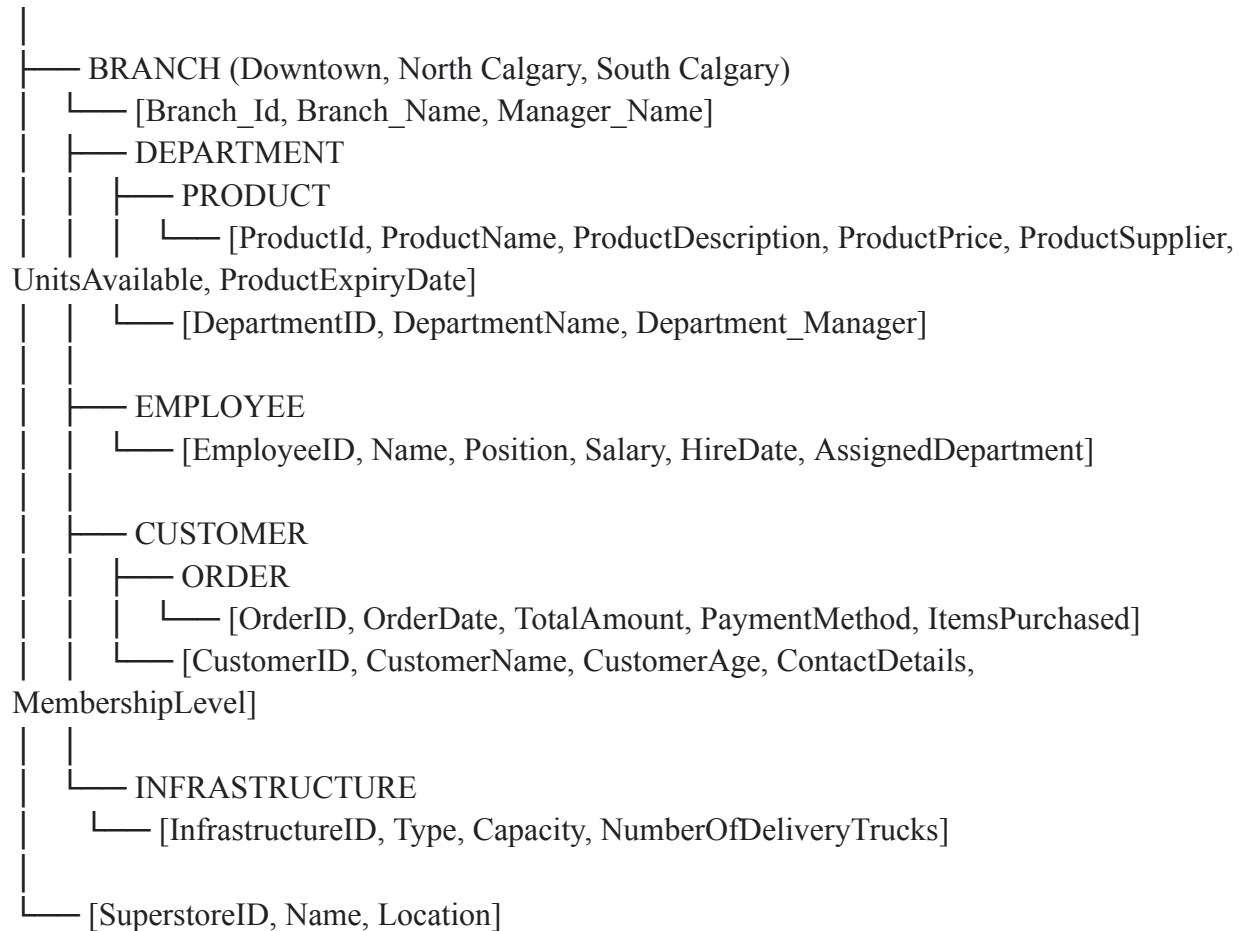 BRANCH (Downtown, North Calgary, South Calgary)
[Branch_Id, Branch_Name, Manager_Name]
DEPARTMENT
PRODUCT
[ProductId, ProductName, ProductDescription, ProductPrice, ProductSupplier,
UnitsAvailable, ProductExpiryDate]
[DepartmentID, DepartmentName, Department_Manager]
EMPLOYEE
[EmployeeID, Name, Position, Salary, HireDate, AssignedDepartment]
CUSTOMER
ORDER
[OrderID, OrderDate, TotalAmount, PaymentMethod, ItemsPurchased]
[CustomerID, CustomerName, CustomerAge, ContactDetails,
MembershipLevel]
INFRASTRUCTURE
[InfrastructureID, Type, Capacity, NumberOfDeliveryTrucks]
[SuperstoreID, Name, Location]